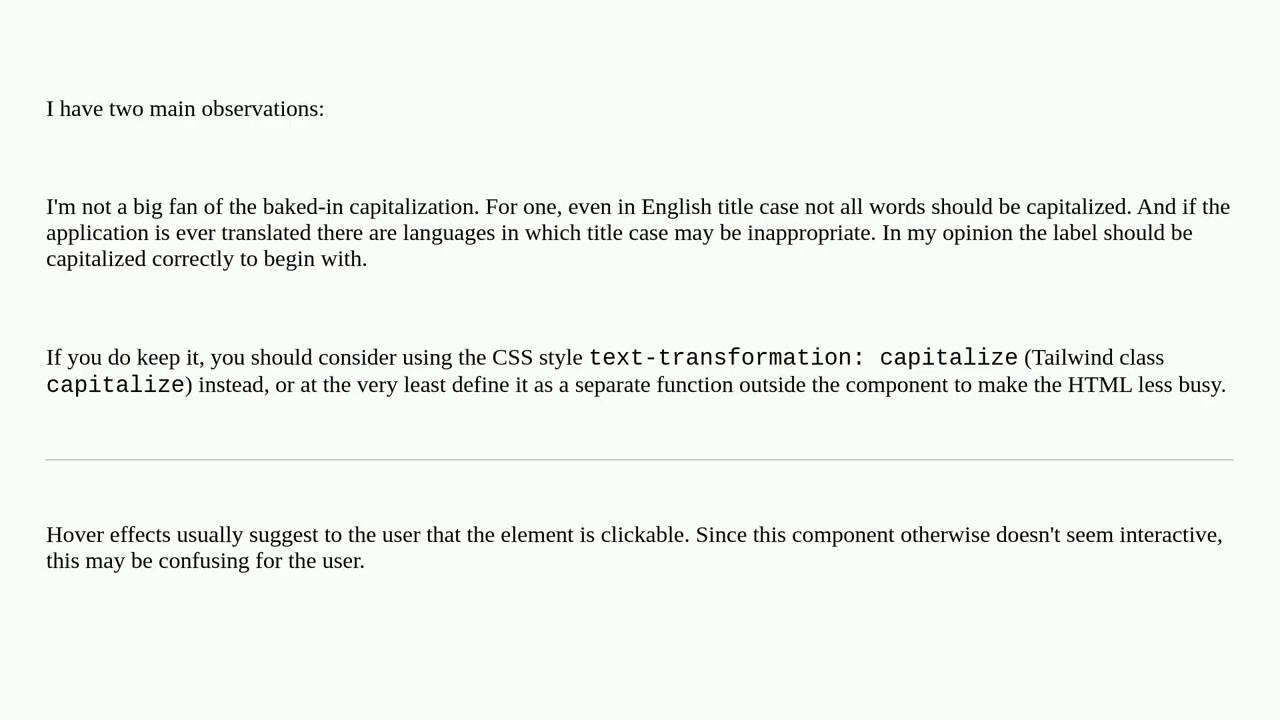 I have two main observations:
I'm not a big fan of the baked-in capitalization. For one, even in English title case not all words should be capitalized. And if the
application is ever translated there are languages in which title case may be inappropriate. In my opinion the label should be
capitalized correctly to begin with.
If you do keep it, you should consider using the CSS style text-transformation: capitalize (Tailwind class
capitalize) instead, or at the very least define it as a separate function outside the component to make the HTML less busy.
Hover effects usually suggest to the user that the element is clickable. Since this component otherwise doesn't seem interactive,
this may be confusing for the user.